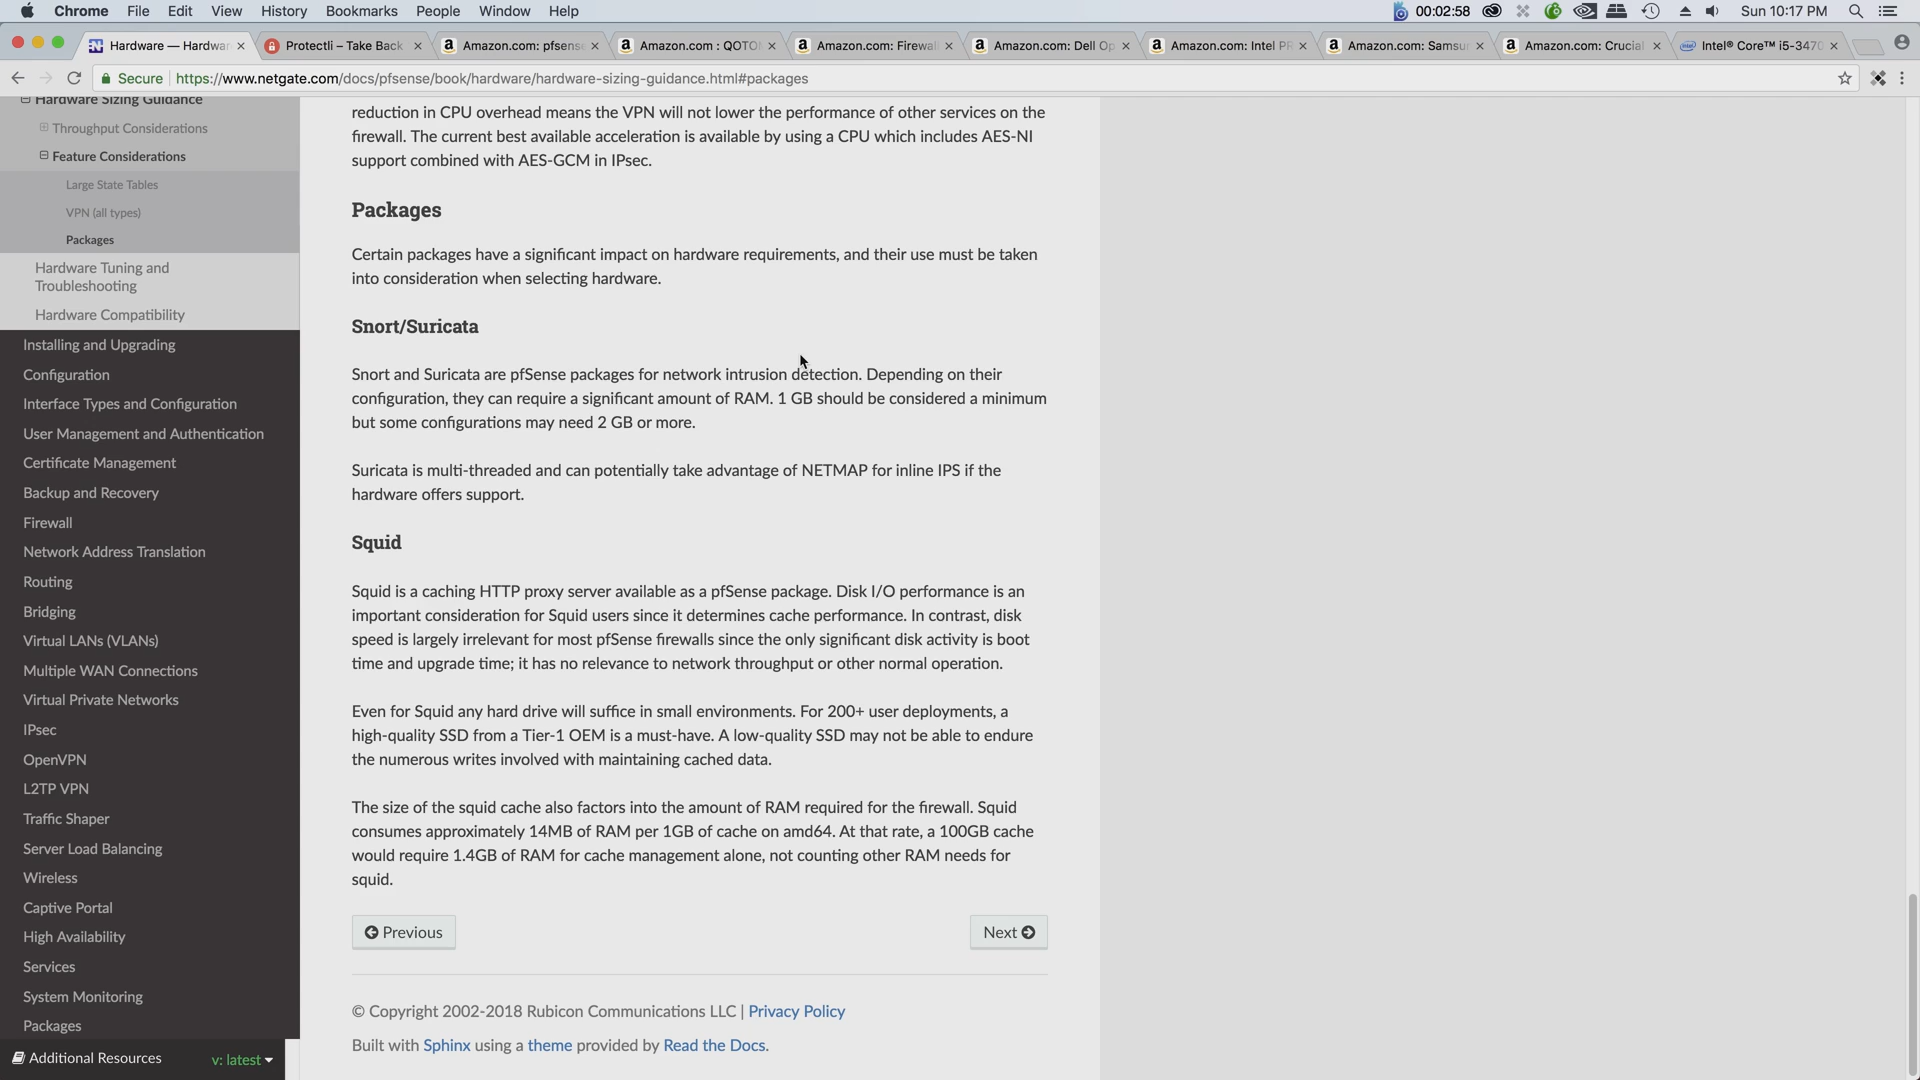 Chrome File Edit View History Bookmarks People Window Help 00:02:58 Sun 10:17 PM
Hardware — Hardwar Protectli – Take Back Amazon.com: pfsense Amazon.com : QOTO Amazon.com: Firewal Amazon.com: Dell Op Amazon.com: Intel PR Amazon.com: Samsu Amazon.com: Crucial Intel® Core™ i5-3470
Secure https://www.netgate.com/docs/pfsense/book/hardware/hardware-sizing-guidance.html#packages
Hardware Sizing Guidance
Throughput Considerations
Feature Considerations
Large State Tables
VPN (all types)
Packages
Hardware Tuning and
Troubleshooting
Hardware Compatibility
Installing and Upgrading
Configuration
Interface Types and Configuration
User Management and Authentication
Certificate Management
Backup and Recovery
Firewall
Network Address Translation
Routing
Bridging
Virtual LANs (VLANs)
Multiple WAN Connections
Virtual Private Networks
IPsec
OpenVPN
L2TP VPN
Traffic Shaper
Server Load Balancing
Wireless
Captive Portal
High Availability
Services
System Monitoring
Packages
Additional Resources v: latest
reduction in CPU overhead means the VPN will not lower the performance of other services on the
firewall. The current best available acceleration is available by using a CPU which includes AES-NI
support combined with AES-GCM in IPsec.
Packages
Certain packages have a significant impact on hardware requirements, and their use must be taken
into consideration when selecting hardware.
Snort/Suricata
Snort and Suricata are pfSense packages for network intrusion detection. Depending on their
configuration, they can require a significant amount of RAM. 1 GB should be considered a minimum
but some configurations may need 2 GB or more.
Suricata is multi-threaded and can potentially take advantage of NETMAP for inline IPS if the
hardware offers support.
Squid
Squid is a caching HTTP proxy server available as a pfSense package. Disk I/O performance is an
important consideration for Squid users since it determines cache performance. In contrast, disk
speed is largely irrelevant for most pfSense firewalls since the only significant disk activity is boot
time and upgrade time; it has no relevance to network throughput or other normal operation.
Even for Squid any hard drive will suffice in small environments. For 200+ user deployments, a
high-quality SSD from a Tier-1 OEM is a must-have. A low-quality SSD may not be able to endure
the numerous writes involved with maintaining cached data.
The size of the squid cache also factors into the amount of RAM required for the firewall. Squid
consumes approximately 14MB of RAM per 1GB of cache on amd64. At that rate, a 100GB cache
would require 1.4GB of RAM for cache management alone, not counting other RAM needs for
squid.
Previous Next
© Copyright 2002-2018 Rubicon Communications LLC | Privacy Policy
Built with Sphinx using a theme provided by Read the Docs.